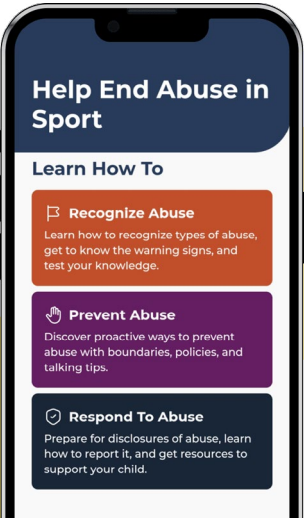 Help End Abuse in
Sport
Learn How To
Recognize Abuse
Learn how to recognize types of abuse,
get to know the warning signs, and
test your knowledge.
Prevent Abuse
Discover proactive ways to prevent
abuse with boundaries, policies, and
talking tips.
Respond To Abuse
Prepare for disclosures of abuse, learn
how to report it, and get resources to
support your child.